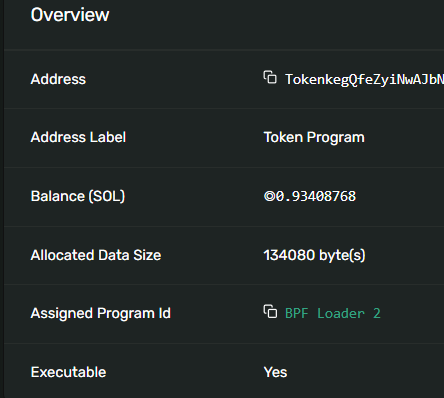 Overview
Address TokenkegQfeZyiNwAJbN
Address Label Token Program
Balance (SOL) ◎0.93408768
Allocated Data Size 134080 byte(s)
Assigned Program Id BPF Loader 2
Executable Yes